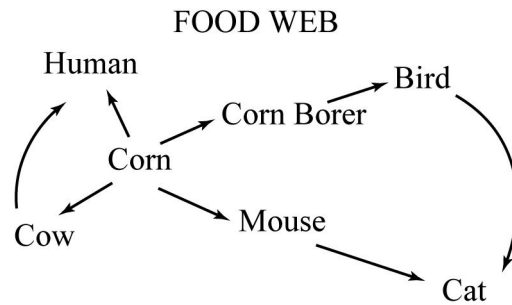 FOOD WEB
Human
Bird
Corn Borer
Corn
Mouse
Cow
Cat